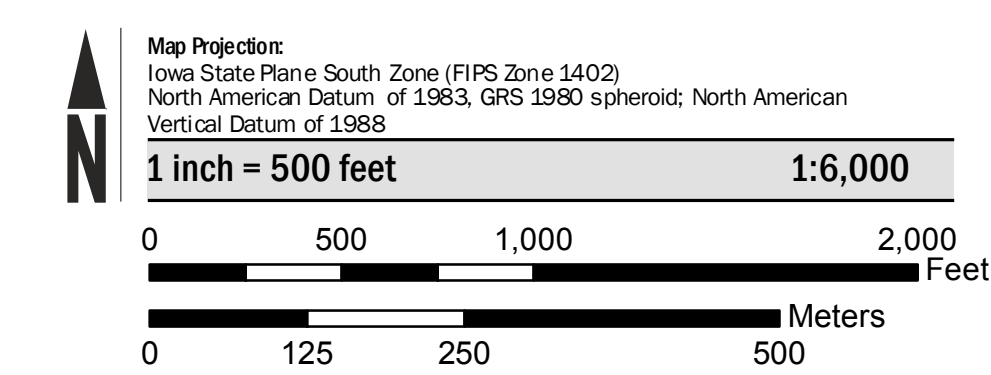 Map Projection:
Iowa State Plane South Zone (FIPS Zone 1402)
North American Datum of 1983, GRS 1980 spheroid; North American
Vertical Datum of 1988
N
1 inch = 500 feet 1:6,000
0 500 1,000 2,000
Feet
Meters
0 125 250 500